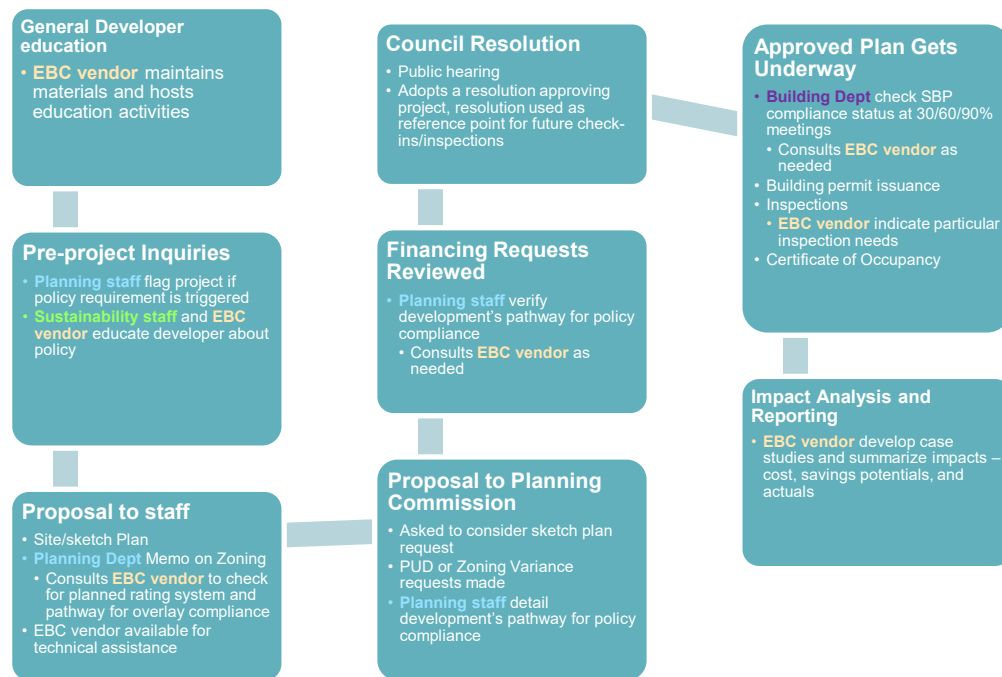 General Developer
education
• EBC vendor maintains
materials and hosts
education activities
Pre-project Inquiries
• Planning staff flag project if
policy requirement is triggered
• Sustainability staff and EBC
vendor educate developer about
policy
Proposal to staff
• Site/sketch Plan
• Planning Dept Memo on Zoning
• Consults EBC vendor to check
for planned rating system and
pathway for overlay compliance
• EBC vendor available for
technical assistance
Council Resolution
• Public hearing
• Adopts a resolution approving
project, resolution used as
reference point for future check-
ins/inspections
Financing Requests
Reviewed
• Planning staff verify
development's pathway for policy
compliance
• Consults EBC vendor as
needed
Proposal to Planning
Commission
• Asked to consider sketch plan
request
• PUD or Zoning Variance
requests made
• Planning staff detail
development's pathway for policy
compliance
Approved Plan Gets
Underway
• Building Dept check SBP
compliance status at 30/60/90%
meetings
• Consults EBC vendor as
needed
• Building permit issuance
• Inspections
• EBC vendor indicate particular
inspection needs
• Certificate of Occupancy
Impact Analysis and
Reporting
• EBC vendor develop case
studies and summarize impacts –
cost, savings potentials, and
actuals